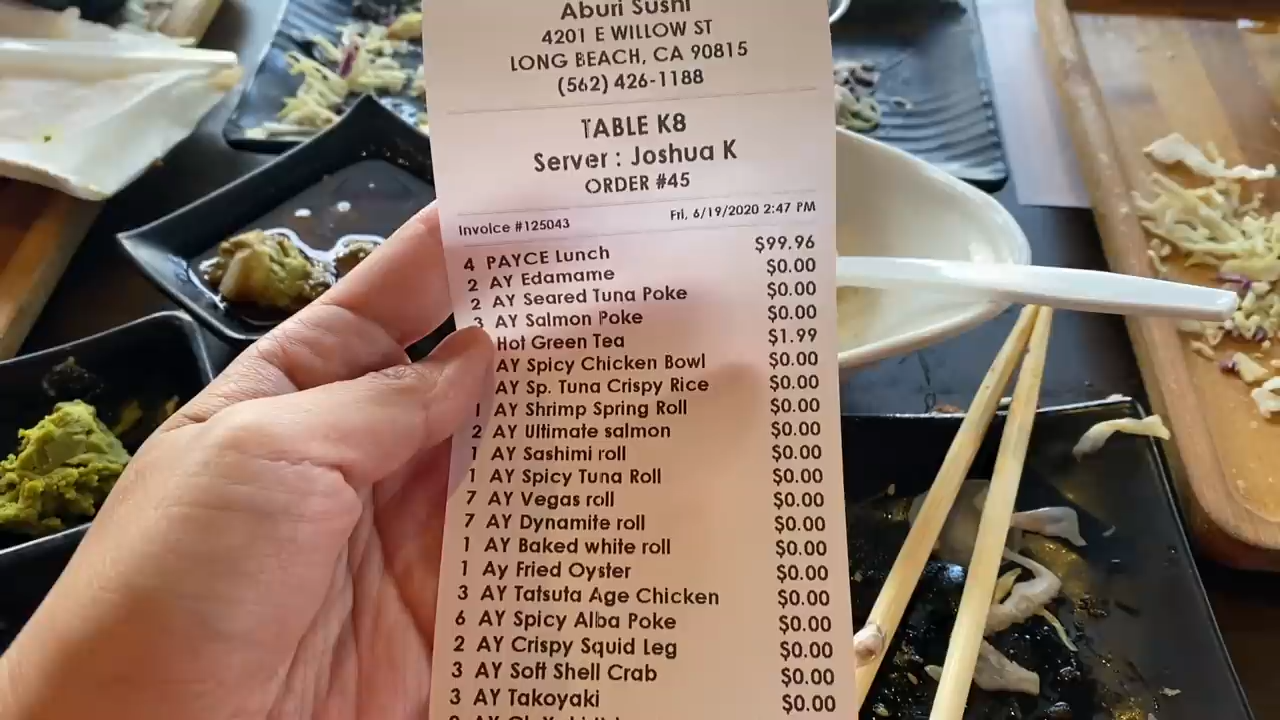 Aburi Sushi
4201 E WILLOW ST
LONG BEACH, CA 90815
(562) 426-1188
TABLE K8
Server : Joshua K
ORDER #45
Invoice #125043 Fri, 6/19/2020 2:47 PM
4 PAYCE Lunch $99.96
2 AY Edamame $0.00
2 AY Seared Tuna Poke $0.00
3 AY Salmon Poke $0.00
Hot Green Tea $1.99
AY Spicy Chicken Bowl $0.00
AY Sp. Tuna Crispy Rice $0.00
1 AY Shrimp Spring Roll $0.00
2 AY Ultimate salmon $0.00
1 AY Sashimi roll $0.00
1 AY Spicy Tuna Roll $0.00
7 AY Vegas roll $0.00
7 AY Dynamite roll $0.00
1 AY Baked white roll $0.00
1 Ay Fried Oyster $0.00
3 AY Tatsuta Age Chicken $0.00
6 AY Spicy Alba Poke $0.00
2 AY Crispy Squid Leg $0.00
3 AY Soft Shell Crab $0.00
3 AY Takoyaki $0.00